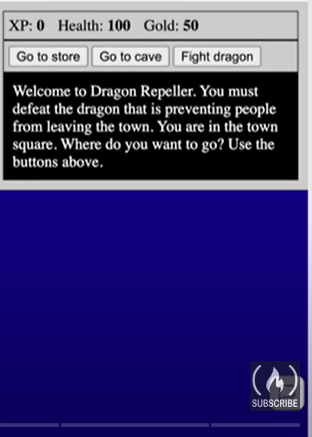 XP: 0 Health: 100 Gold: 50
Go to store Go to cave Fight dragon
Welcome to Dragon Repeller. You must
defeat the dragon that is preventing people
from leaving the town. You are in the town
square. Where do you want to go? Use the
buttons above.
SUBSCRIBE